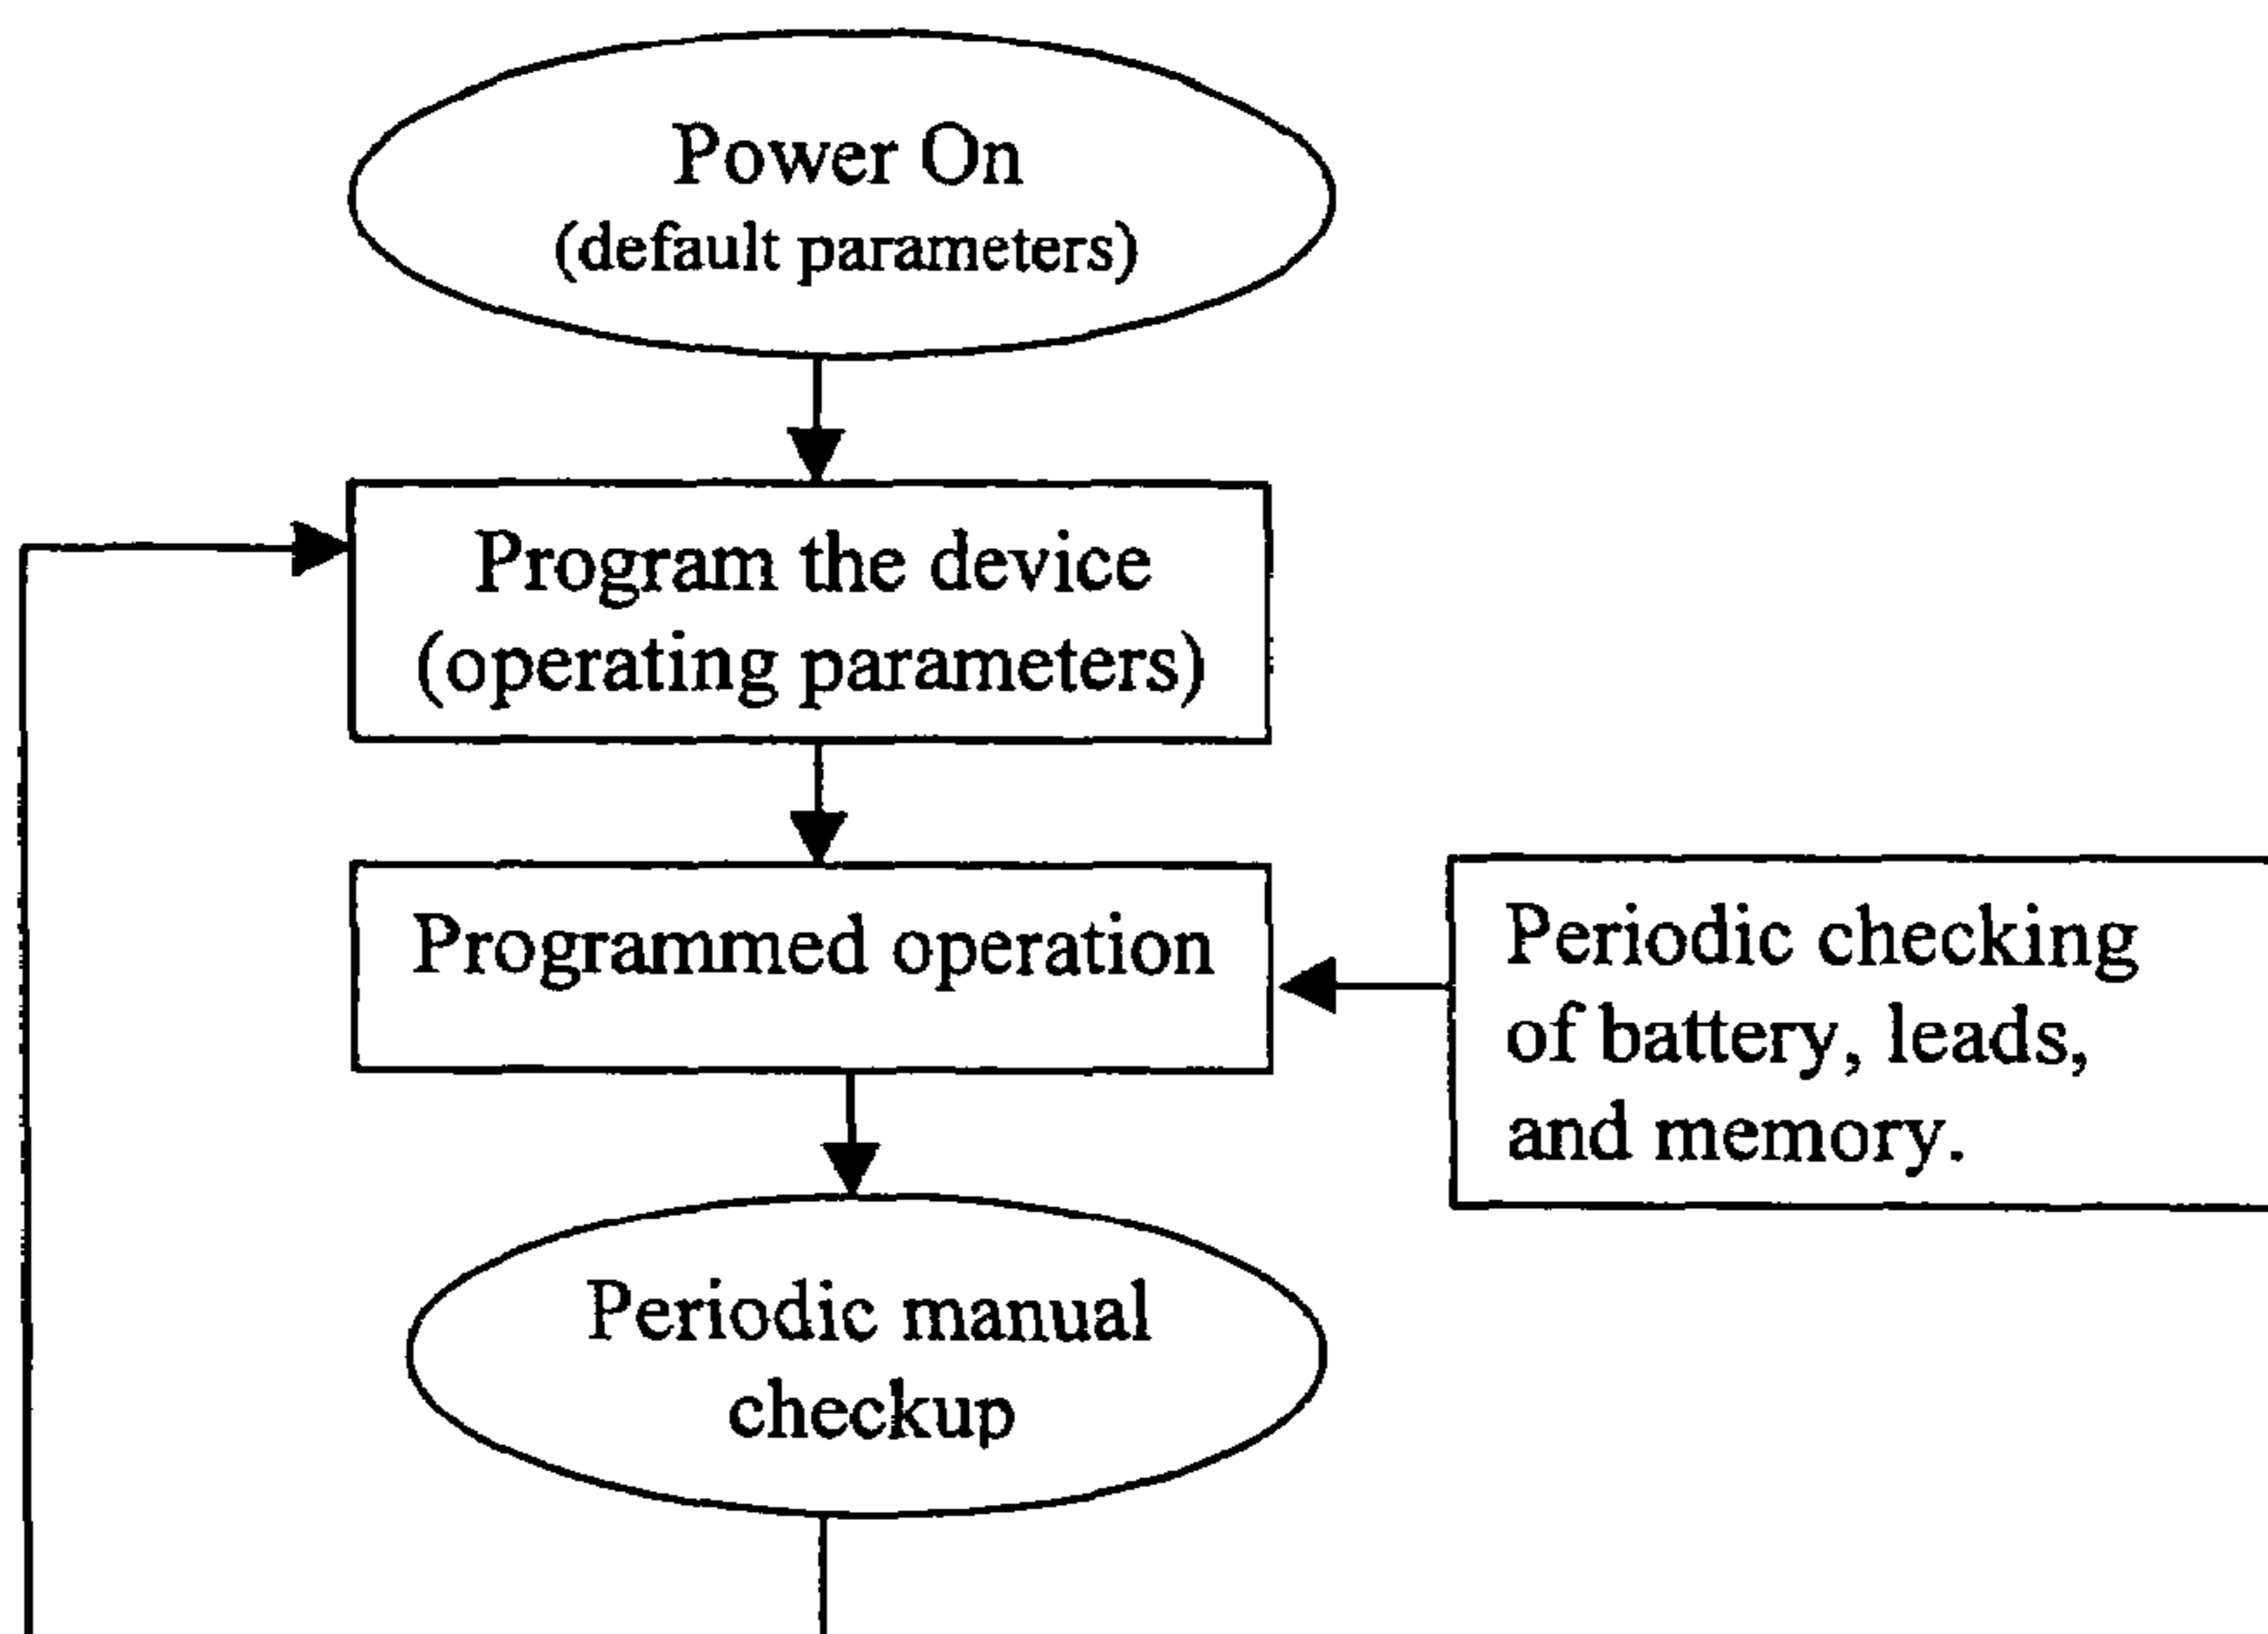 Power On
(default parameters)
Program the device
(operating parameters)
Programmed operation
Periodic checking
of battery, leads,
and memory.
Periodic manual
checkup